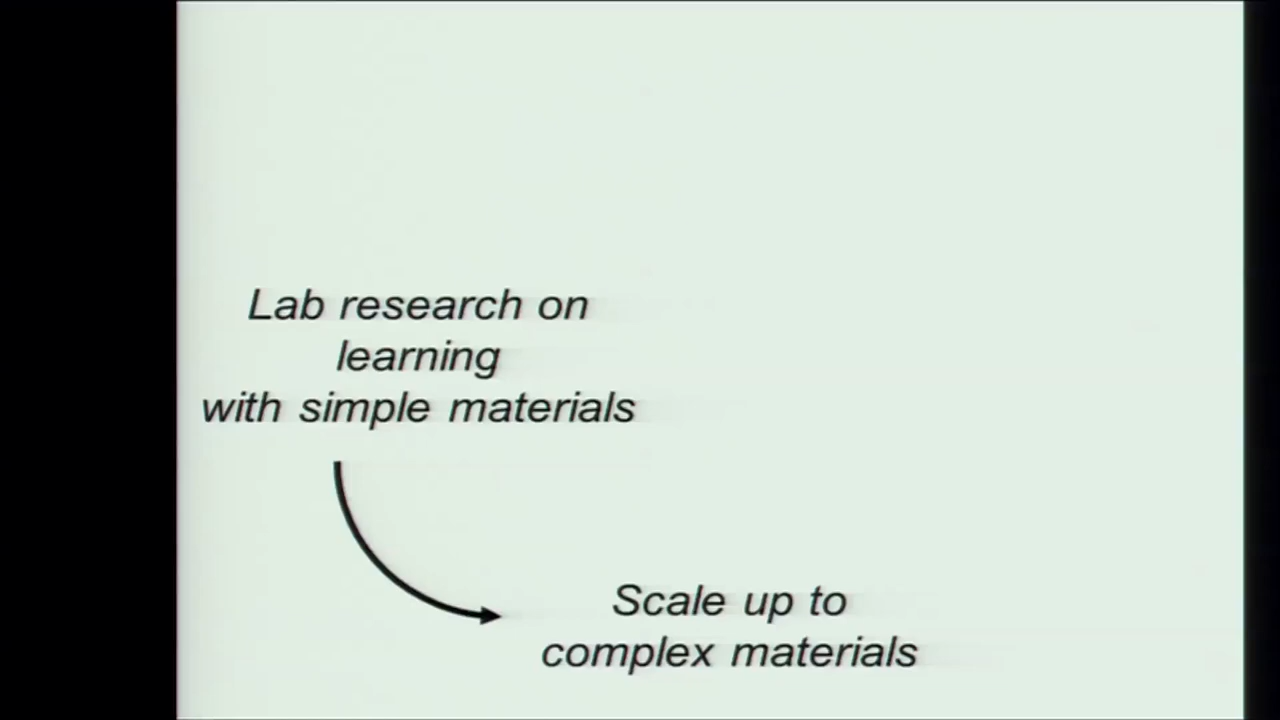 Lab research on
learning
with simple materials
Scale up to
complex materials